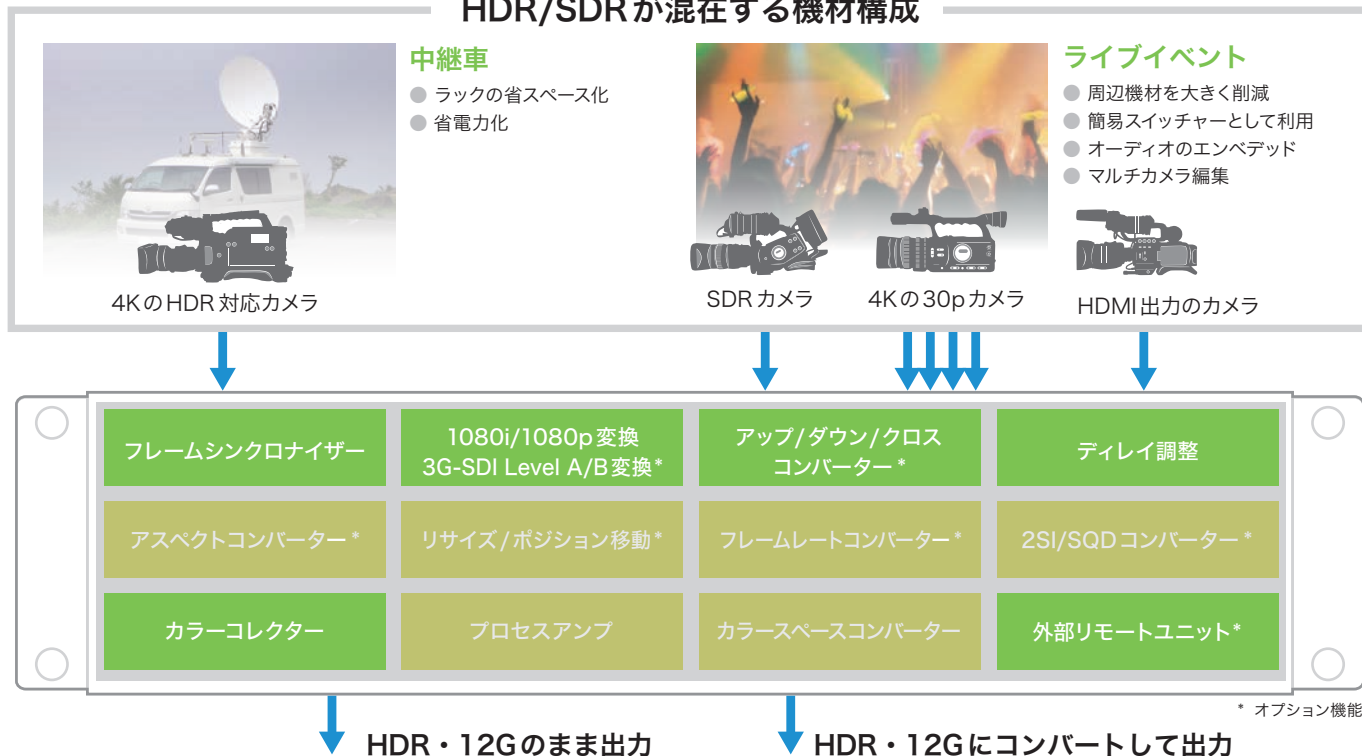 HDR/SDRが混在する機材構成
中継車
● ラックの省スペース化
● 省電力化
ライブイベント
● 周辺機材を大きく削減
● 簡易スイッチャーとして利用
● オーディオのエンベデッド
● マルチカメラ編集
4KのHDR対応カメラ
SDRカメラ
4Kの30pカメラ
HDMI出力のカメラ
フレームシンクロナイザー
1080i/1080p変換
3G-SDI Level A/B変換*
アップ/ダウン/クロス
コンバーター*
ディレイ調整
アスペクトコンバーター*
リサイズ/ポジション移動*
フレームレートコンバーター*
2SI/SQDコンバーター*
カラーコレクター
プロセスアンプ
カラースペースコンバーター
外部リモートユニット*
* オプション機能
HDR・12Gのまま出力
HDR・12Gにコンバートして出力